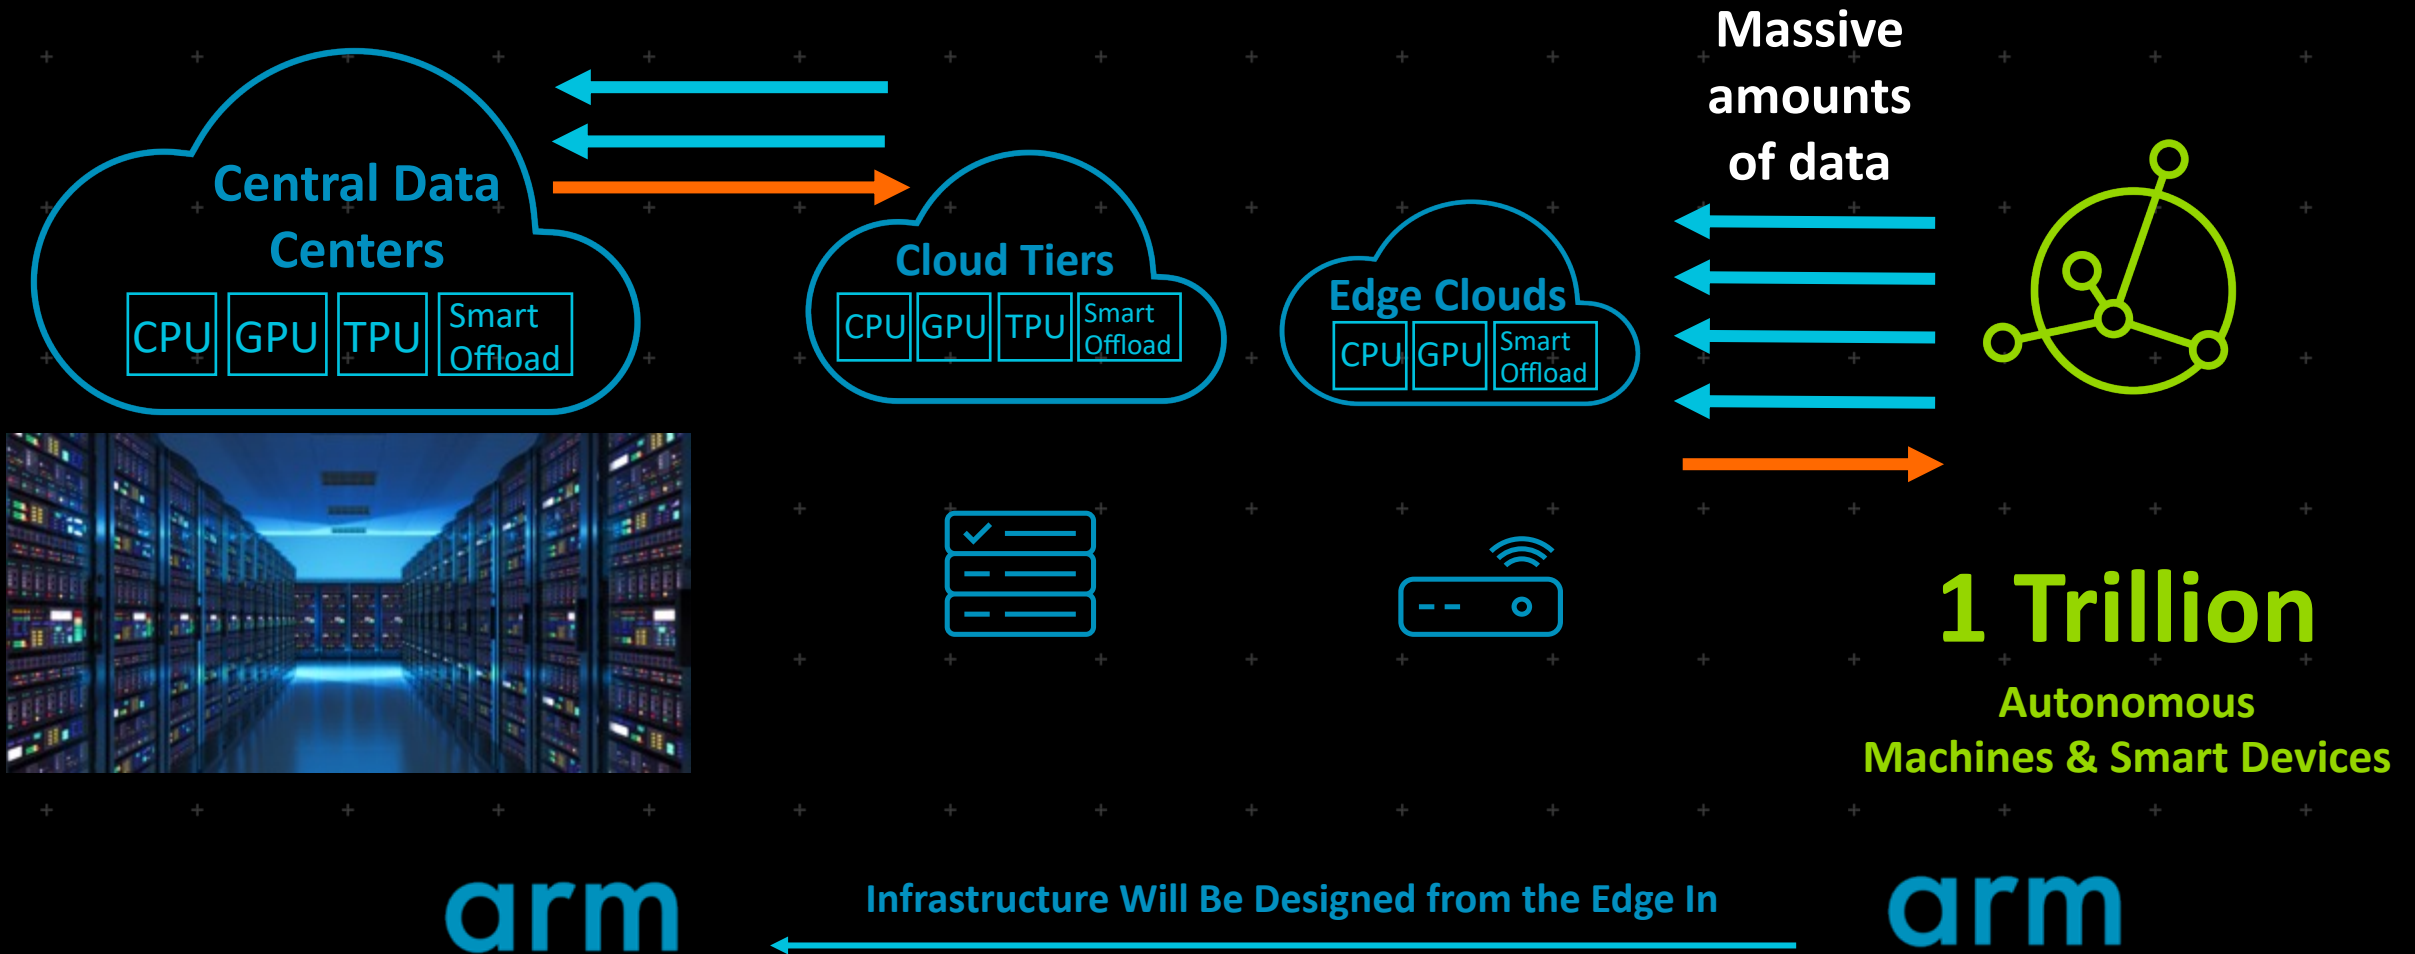 Massive
amounts
of data
Central Data
Centers
CPU GPU TPU Smart
Offload
Cloud Tiers
CPU GPU TPU Smart
Offload
Edge Clouds
CPU GPU Smart
Offload
1 Trillion
Autonomous
Machines & Smart Devices
arm
Infrastructure Will Be Designed from the Edge In
arm